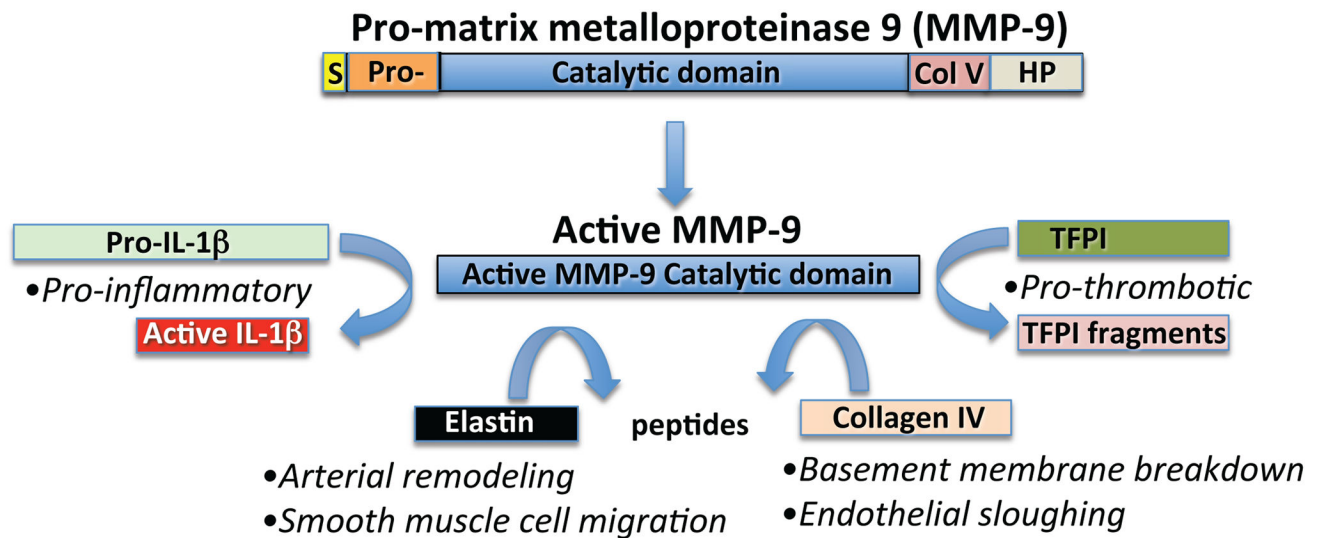 Pro-matrix metalloproteinase 9 (MMP-9)
S Pro- Catalytic domain Col V HP
Active MMP-9
Active MMP-9 Catalytic domain
Pro-IL-1β
•Pro-inflammatory
Active IL-1β
TFPI
•Pro-thrombotic
TFPI fragments
Elastin
peptides
Collagen IV
•Arterial remodeling
•Smooth muscle cell migration
•Basement membrane breakdown
•Endothelial sloughing